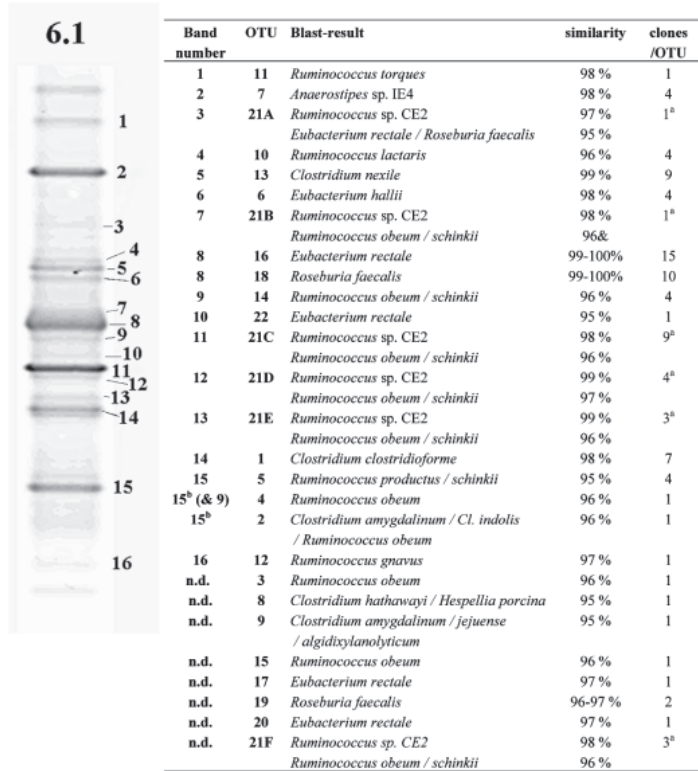 6.1
1
2
3
4
5
6
7
8
9
10
11
12
13
14
15
16
Band number OTU Blast-result similarity clones /OTU
1 11 Ruminococcus torques 98 % 1
2 7 Anaerostipes sp. IE4 98 % 4
3 21A Ruminococcus sp. CE2 97 % 1a
Eubacterium rectale / Roseburia faecalis 95 %
4 10 Ruminococcus lactaris 96 % 4
5 13 Clostridium nexile 99 % 9
6 6 Eubacterium hallii 98 % 4
7 21B Ruminococcus sp. CE2 98 % 1a
Ruminococcus obeum / schinkii 96&
8 16 Eubacterium rectale 99-100% 15
8 18 Roseburia faecalis 99-100% 10
9 14 Ruminococcus obeum / schinkii 96 % 4
10 22 Eubacterium rectale 95 % 1
11 21C Ruminococcus sp. CE2 98 % 9a
Ruminococcus obeum / schinkii 96 %
12 21D Ruminococcus sp. CE2 99 % 4a
Ruminococcus obeum / schinkii 97 %
13 21E Ruminococcus sp. CE2 99 % 3a
Ruminococcus obeum / schinkii 96 %
14 1 Clostridium clostridioforme 98 % 7
15 5 Ruminococcus productus / schinkii 95 % 4
15b (& 9) 4 Ruminococcus obeum 96 % 1
15b 2 Clostridium amygdalinum / Cl. indolis 96 % 1
/ Ruminococcus obeum
16 12 Ruminococcus gnavus 97 % 1
n.d. 3 Ruminococcus obeum 96 % 1
n.d. 8 Clostridium hathawayi / Hespellia porcina 95 % 1
n.d. 9 Clostridium amygdalinum / jejuense 95 % 1
/ algidixylanolyticum
n.d. 15 Ruminococcus obeum 96 % 1
n.d. 17 Eubacterium rectale 97 % 1
n.d. 19 Roseburia faecalis 96-97 % 2
n.d. 20 Eubacterium rectale 97 % 1
n.d. 21F Ruminococcus sp. CE2 98 % 3a
Ruminococcus obeum / schinkii 96 %